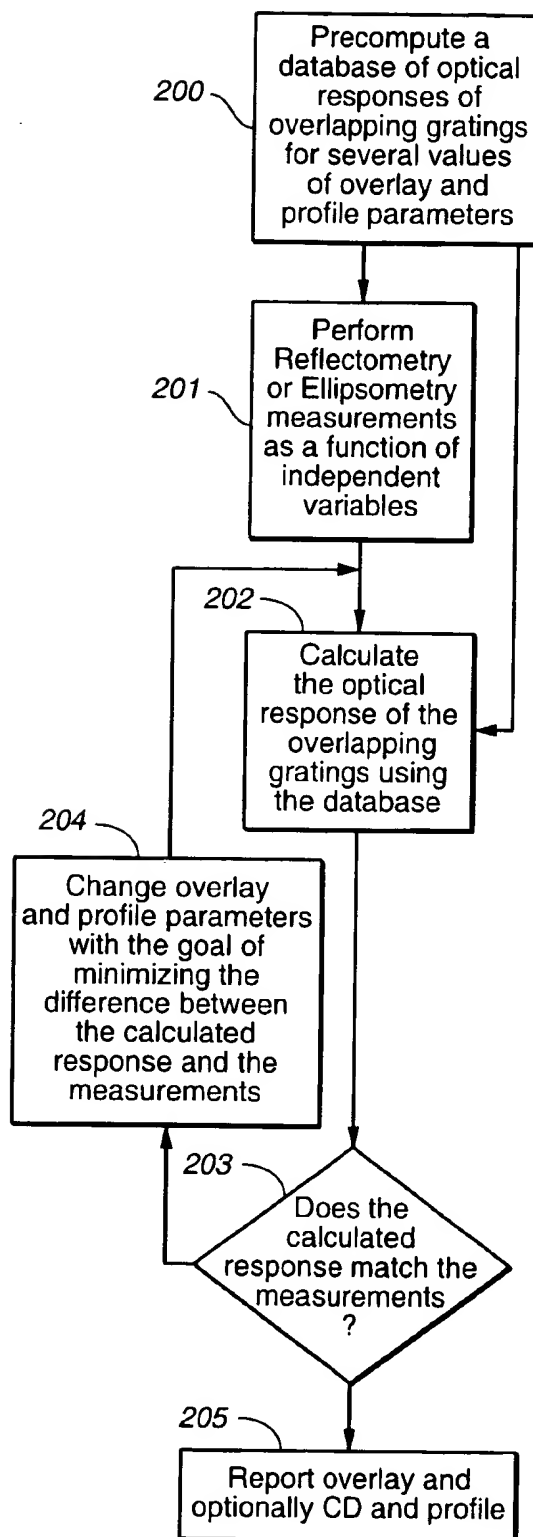 200
Precompute a
database of optical
responses of
overlapping gratings
for several values
of overlay and
profile parameters
201
Perform
Reflectometry
or Ellipsometry
measurements
as a function of
independent
variables
202
Calculate
the optical
response of the
overlapping
gratings using
the database
204
Change overlay
and profile parameters
with the goal of
minimizing the
difference between
the calculated
response and the
measurements
203
Does the
calculated
response match the
measurements
?
205
Report overlay and
optionally CD and profile